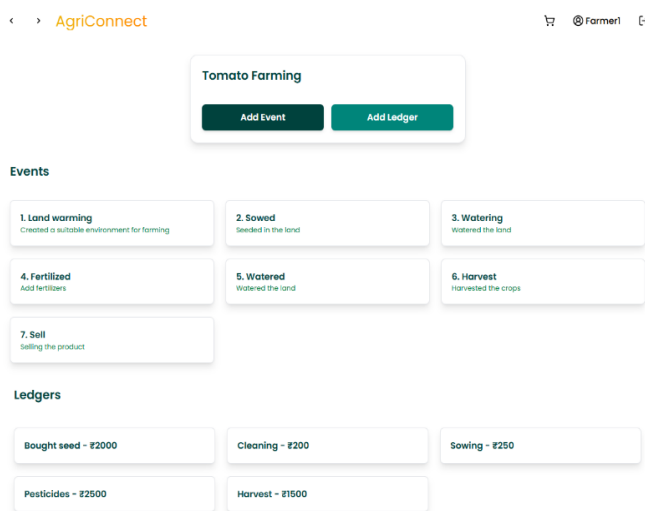 AgriConnect
Farmer1
Tomato Farming
Add Event
Add Ledger
Events
1. Land warming
Created a suitable environment for farming
2. Sowed
Seeded in the land
3. Watering
Watered the land
4. Fertilized
Add fertilizers
5. Watered
Watered the land
6. Harvest
Harvested the crops
7. Sell
Selling the product
Ledgers
Bought seed - ₹2000
Cleaning - ₹200
Sowing - ₹250
Pesticides - ₹2500
Harvest - ₹1500